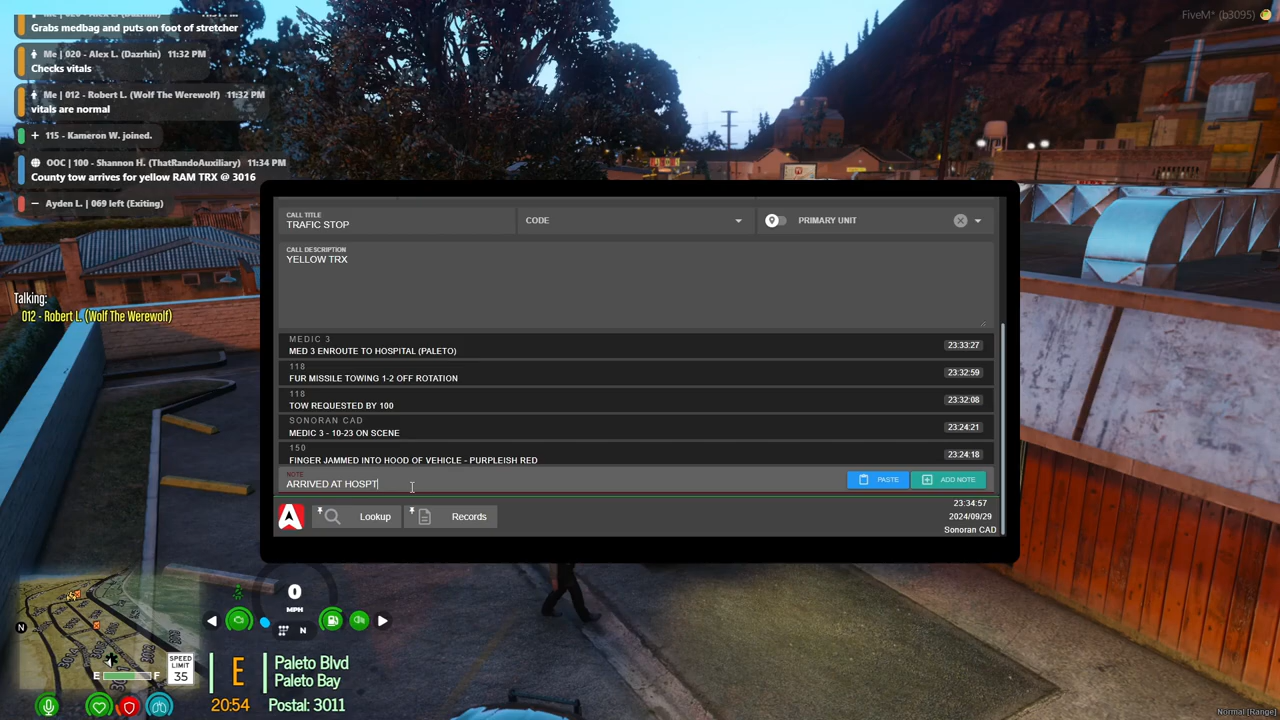 Me | 020 - Alex L. (Dazrhin) 11:32 PM
Grabs medbag and puts on foot of stretcher
Me | 020 - Alex L. (Dazrhin) 11:32 PM
Checks vitals
Me | 012 - Robert L. (Wolf The Werewolf) 11:32 PM
vitals are normal
+ 115 - Kameron W. joined.
OOC | 100 - Shannon H. (ThatRandoAuxiliary) 11:34 PM
County tow arrives for yellow RAM TRX @ 3016
- Ayden L. | 069 left (Exiting)
FiveM* (b3095)
Talking:
012 - Robert L. (Wolf The Werewolf)
CALL TITLE
TRAFIC STOP
CODE
PRIMARY UNIT
CALL DESCRIPTION
YELLOW TRX
MEDIC 3
MED 3 ENROUTE TO HOSPITAL (PALETO)
23:33:27
118
FUR MISSILE TOWING 1-2 OFF ROTATION
23:32:59
118
TOW REQUESTED BY 100
23:32:08
SONORAN CAD
MEDIC 3 - 10-23 ON SCENE
23:24:21
150
FINGER JAMMED INTO HOOD OF VEHICLE - PURPLEISH RED
23:24:18
NOTE
ARRIVED AT HOSPT
PASTE
ADD NOTE
Lookup
Records
23:34:57
2024/09/29
Sonoran CAD
0
MPH
N
N
E F
SPEED
LIMIT
35
E
20:54
Paleto Blvd
Paleto Bay
Postal: 3011
Normal [Range]